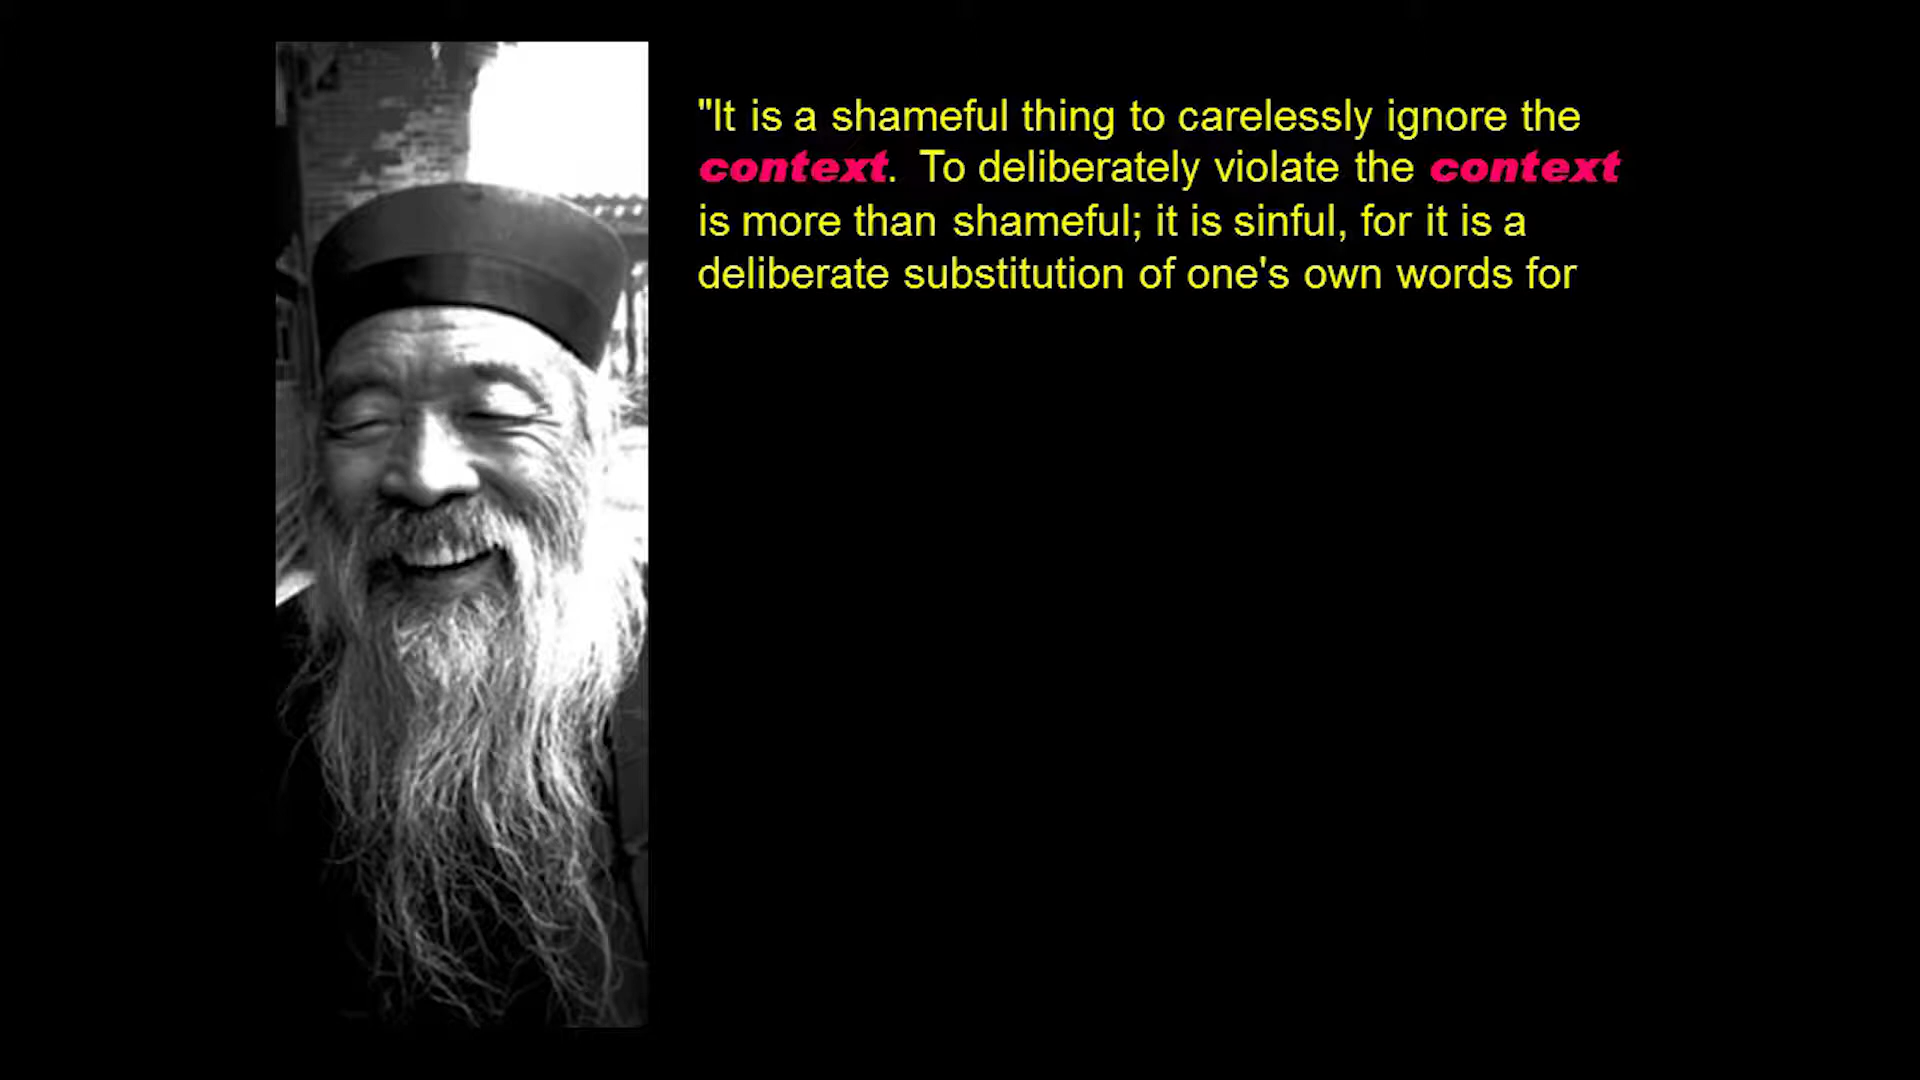 "It is a shameful thing to carelessly ignore the
context.  To deliberately violate the context
is more than shameful; it is sinful, for it is a
deliberate substitution of one's own words for